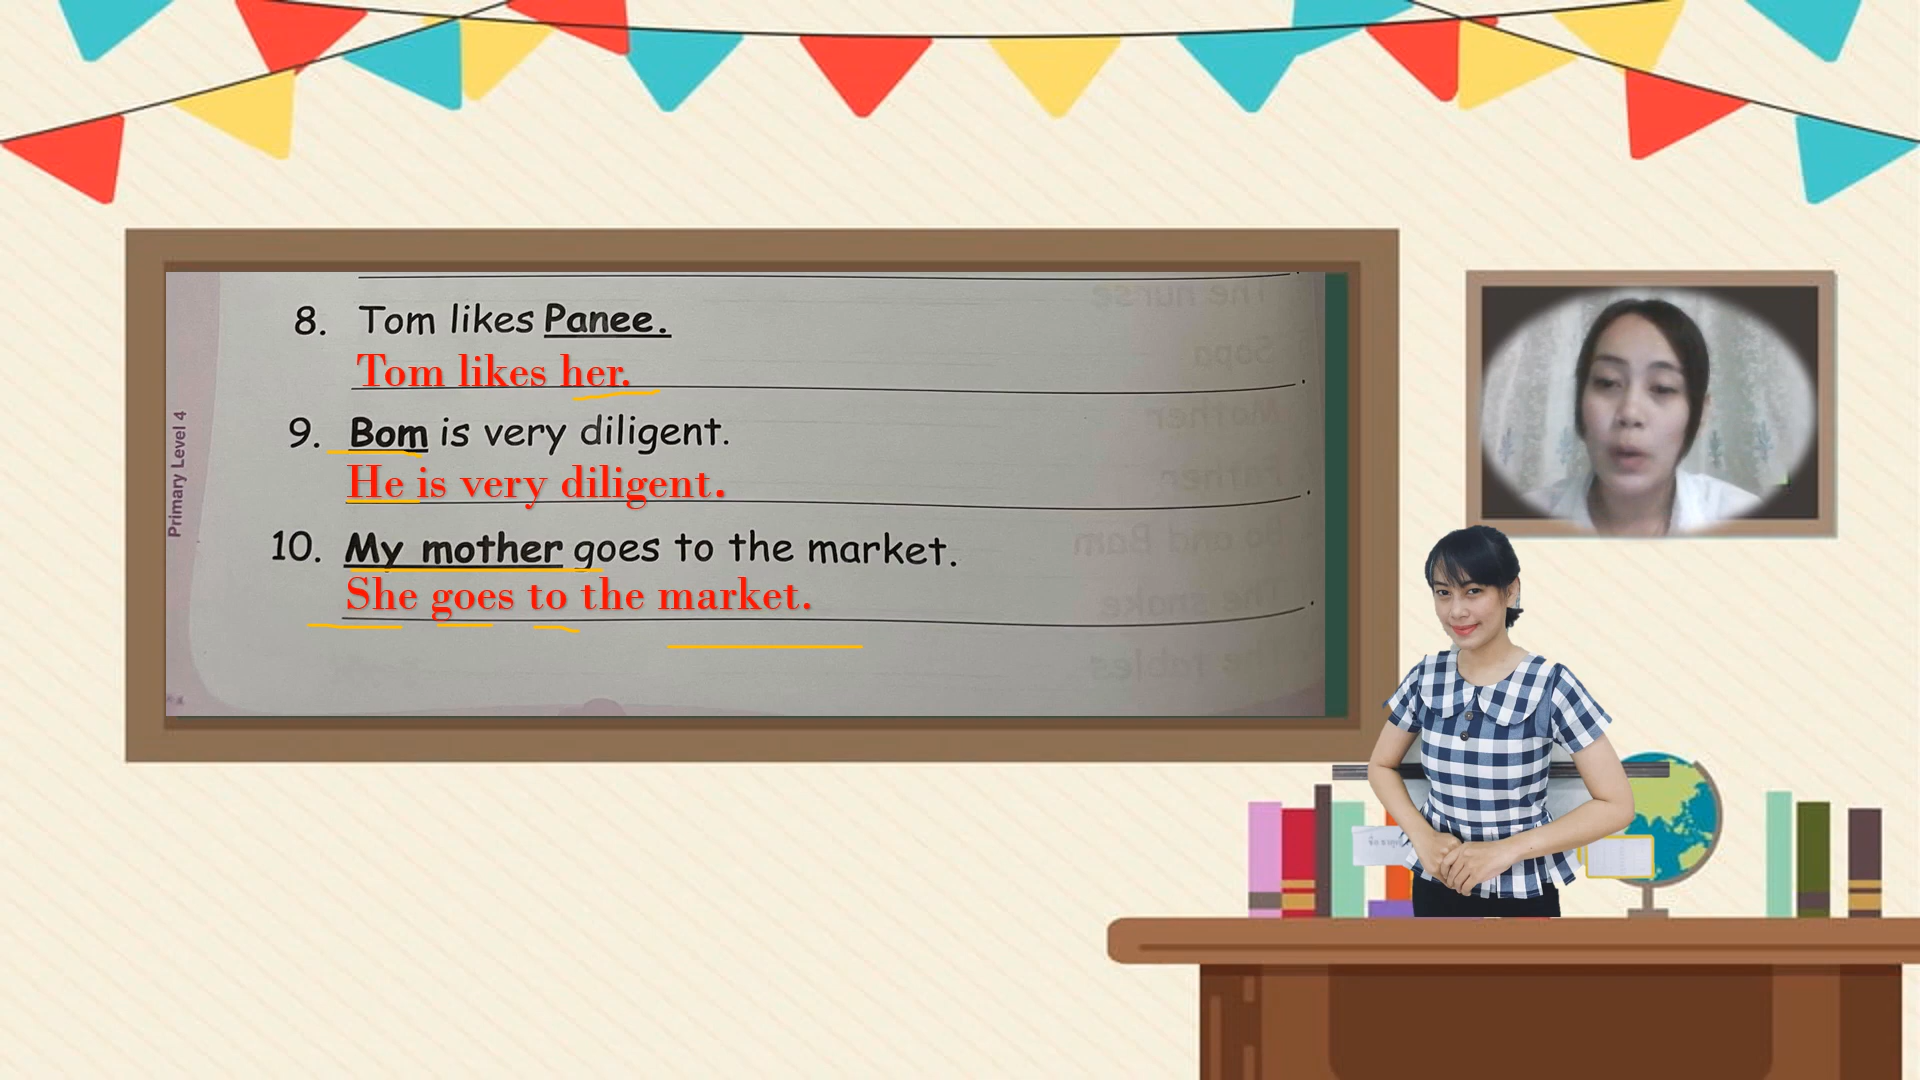 8. Tom likes Panee.
Tom likes her.
9. Bom is very diligent.
He is very diligent.
10. My mother goes to the market.
She goes to the market.
Primary Level 4